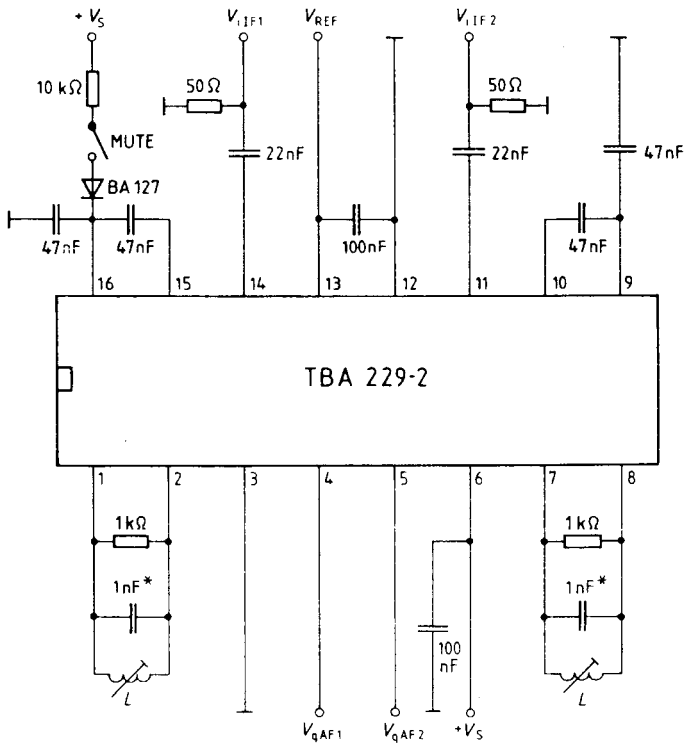 +VS ViIF1 VREF ViIF2
10 kΩ 50Ω 50Ω
MUTE 22nF 22nF 47nF
BA 127
47nF 47nF 100nF 47nF
16 15 14 13 12 11 10 9
TBA 229-2
1 2 3 4 5 6 7 8
1kΩ 1kΩ
1nF* 1nF*
100
nF
L L
VqAF1 VqAF2 +VS